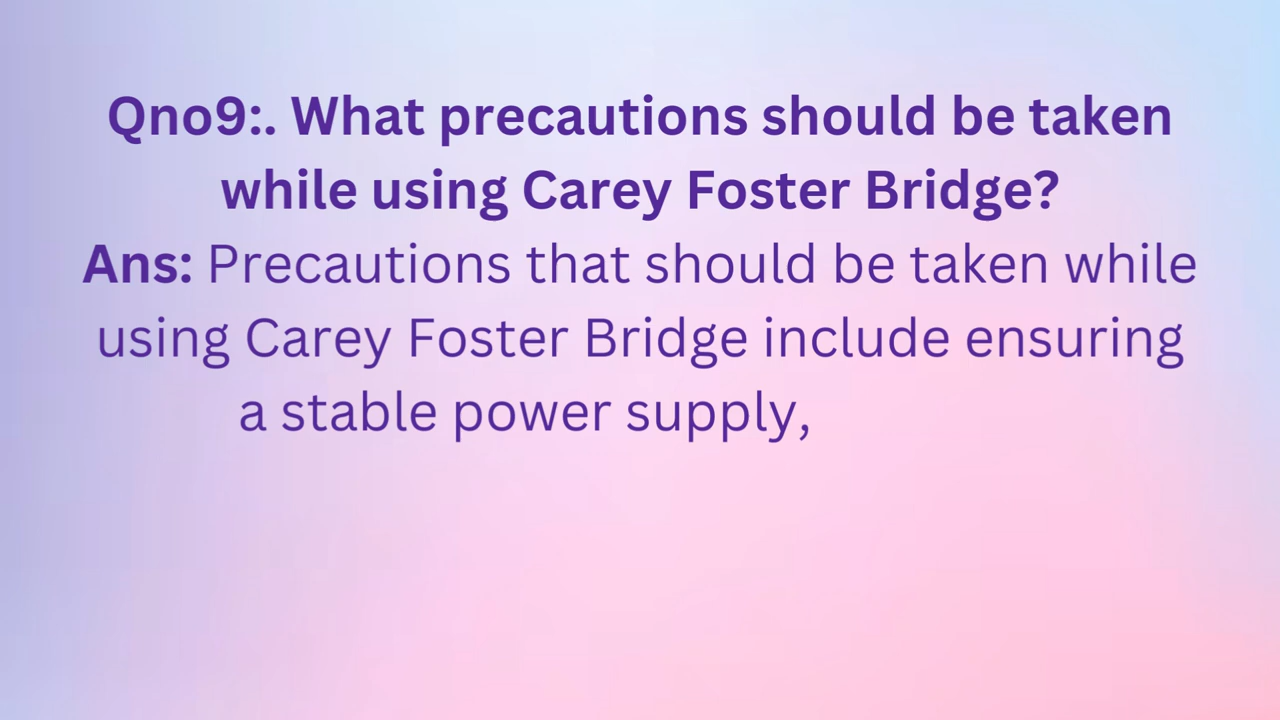 Qno9:. What precautions should be taken
while using Carey Foster Bridge?
Ans: Precautions that should be taken while
using Carey Foster Bridge include ensuring
a stable power supply,